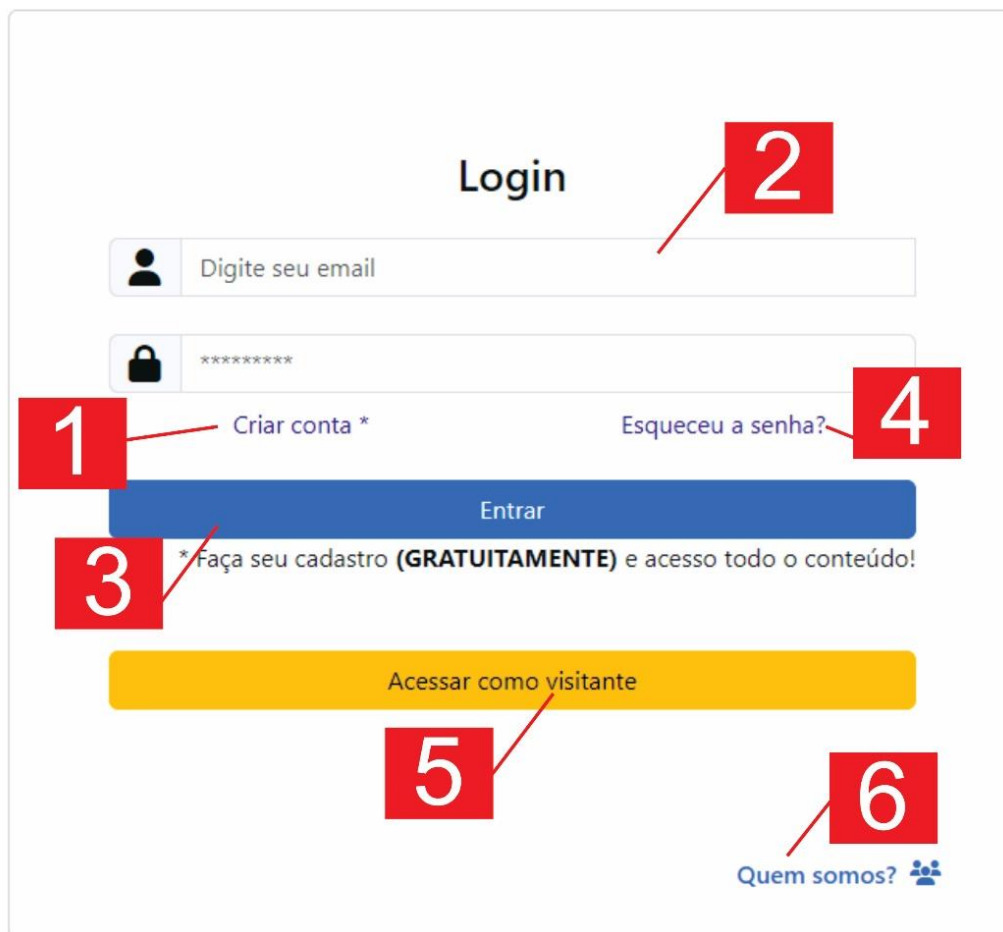 2
Login
Digite seu email
*********
1
Criar conta *
Esqueceu a senha?
4
Entrar
3
* Faça seu cadastro (GRATUITAMENTE) e acesso todo o conteúdo!
Acessar como visitante
5
6
Quem somos?